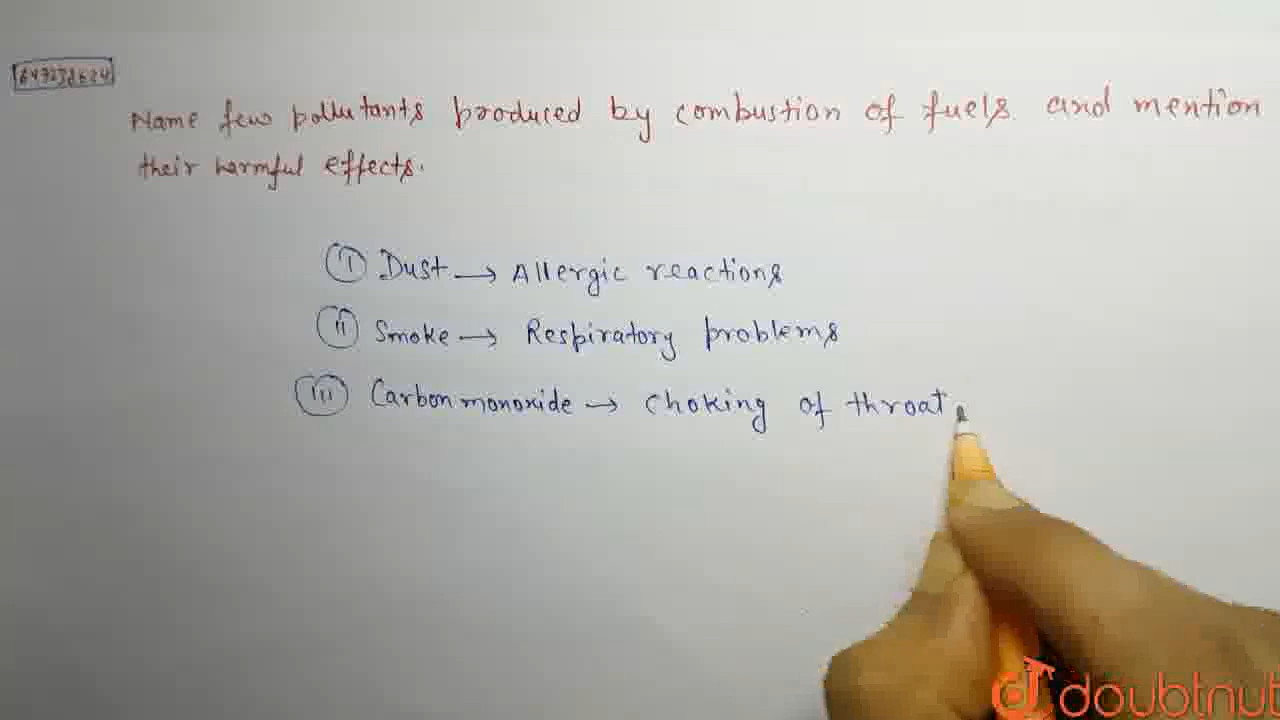 647238624
Name few pollutants produced by combustion of fuels and mention
their harmful effects.
I Dust → Allergic reactions
II Smoke → Respiratory problems
III Carbon monoxide → choking of throat
doubtnut